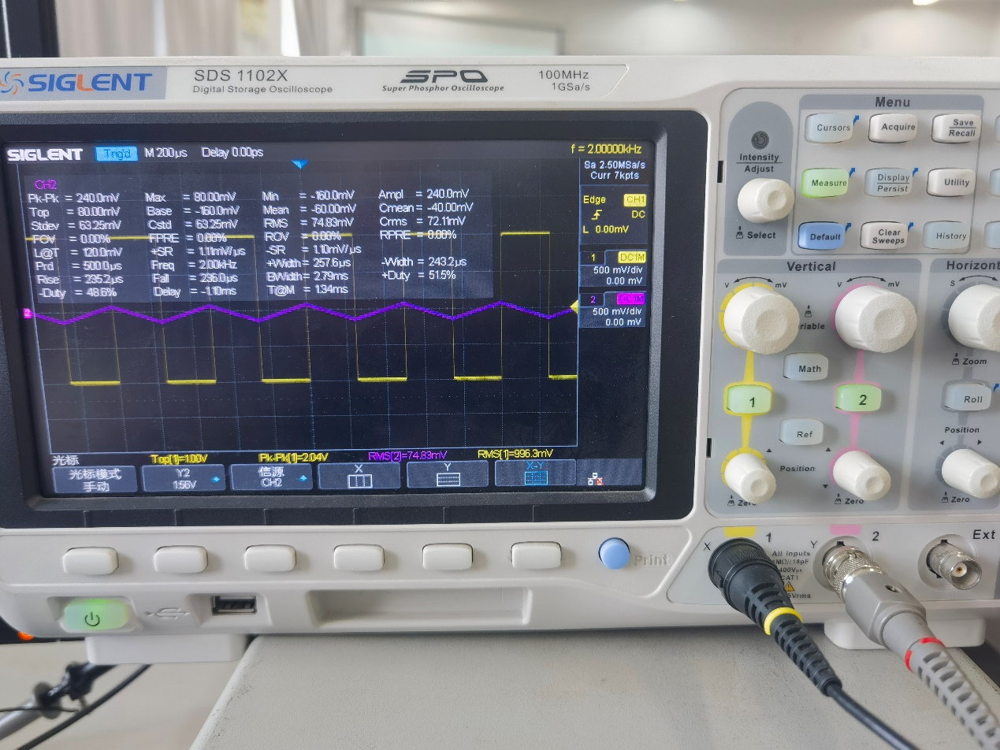 SIGLENT
SDS 1102X
Digital Storage Oscilloscope
SPO
Super Phosphor Oscilloscope
100MHz
1GSa/s
SIGLENT Trig'd M 200μs Delay 0.00ps f = 2.00000kHz
Sa 2.50MSa/s
Curr 7kpts
Edge CH1
DC
L 0.00mV
1 DC1M
500 mV/div
0.00 mV
2 DC1M
500 mV/div
0.00 mV
CH2
Pk-Pk = 240.0mV Max = 80.00mV Min = -160.0mV Ampl = 240.0mV
Top = 80.00mV Base = -160.0mV Mean = -60.00mV Cmean = -40.00mV
Stdev = 63.25mV Cstd = 63.25mV RMS = 74.83mV Crms = 72.11mV
FOV = 0.00% FPRE = 0.00% ROV = 0.00% RPRE = 0.00%
L@T = 120.0mV +SR = 1.11mV/μs -SR = 1.10mV/μs
Prd = 500.0μs Freq = 2.00kHz +Width = 257.6μs -Width = 243.2μs
Rise = 235.2μs Fall = 236.0μs BWidth = 2.79ms +Duty = 51.5%
-Duty = 48.6% Delay = -1.10ms T@M = 1.34ms
2
光标 Top[1]=1.00V Pk-Pk[1]=2.04V RMS[2]=74.83mV RMS[1]=996.3mV
光标模式
手动
Y2
1.56V
信源
CH2
X
Y
X-Y
Print
Menu
Cursors
Acquire
Save
Recall
Measure
Display
Persist
Utility
Default
Clear
Sweeps
History
Intensity
Adjust
Select
Vertical
V mV
V mV
Variable
Math
1
2
Ref
Position
Zero
Zero
Horizont
S
Zoom
Roll
Position
Zero
X
1
Y
2
Ext
All Inputs
1MΩ//18pF
400Vpk
CAT I